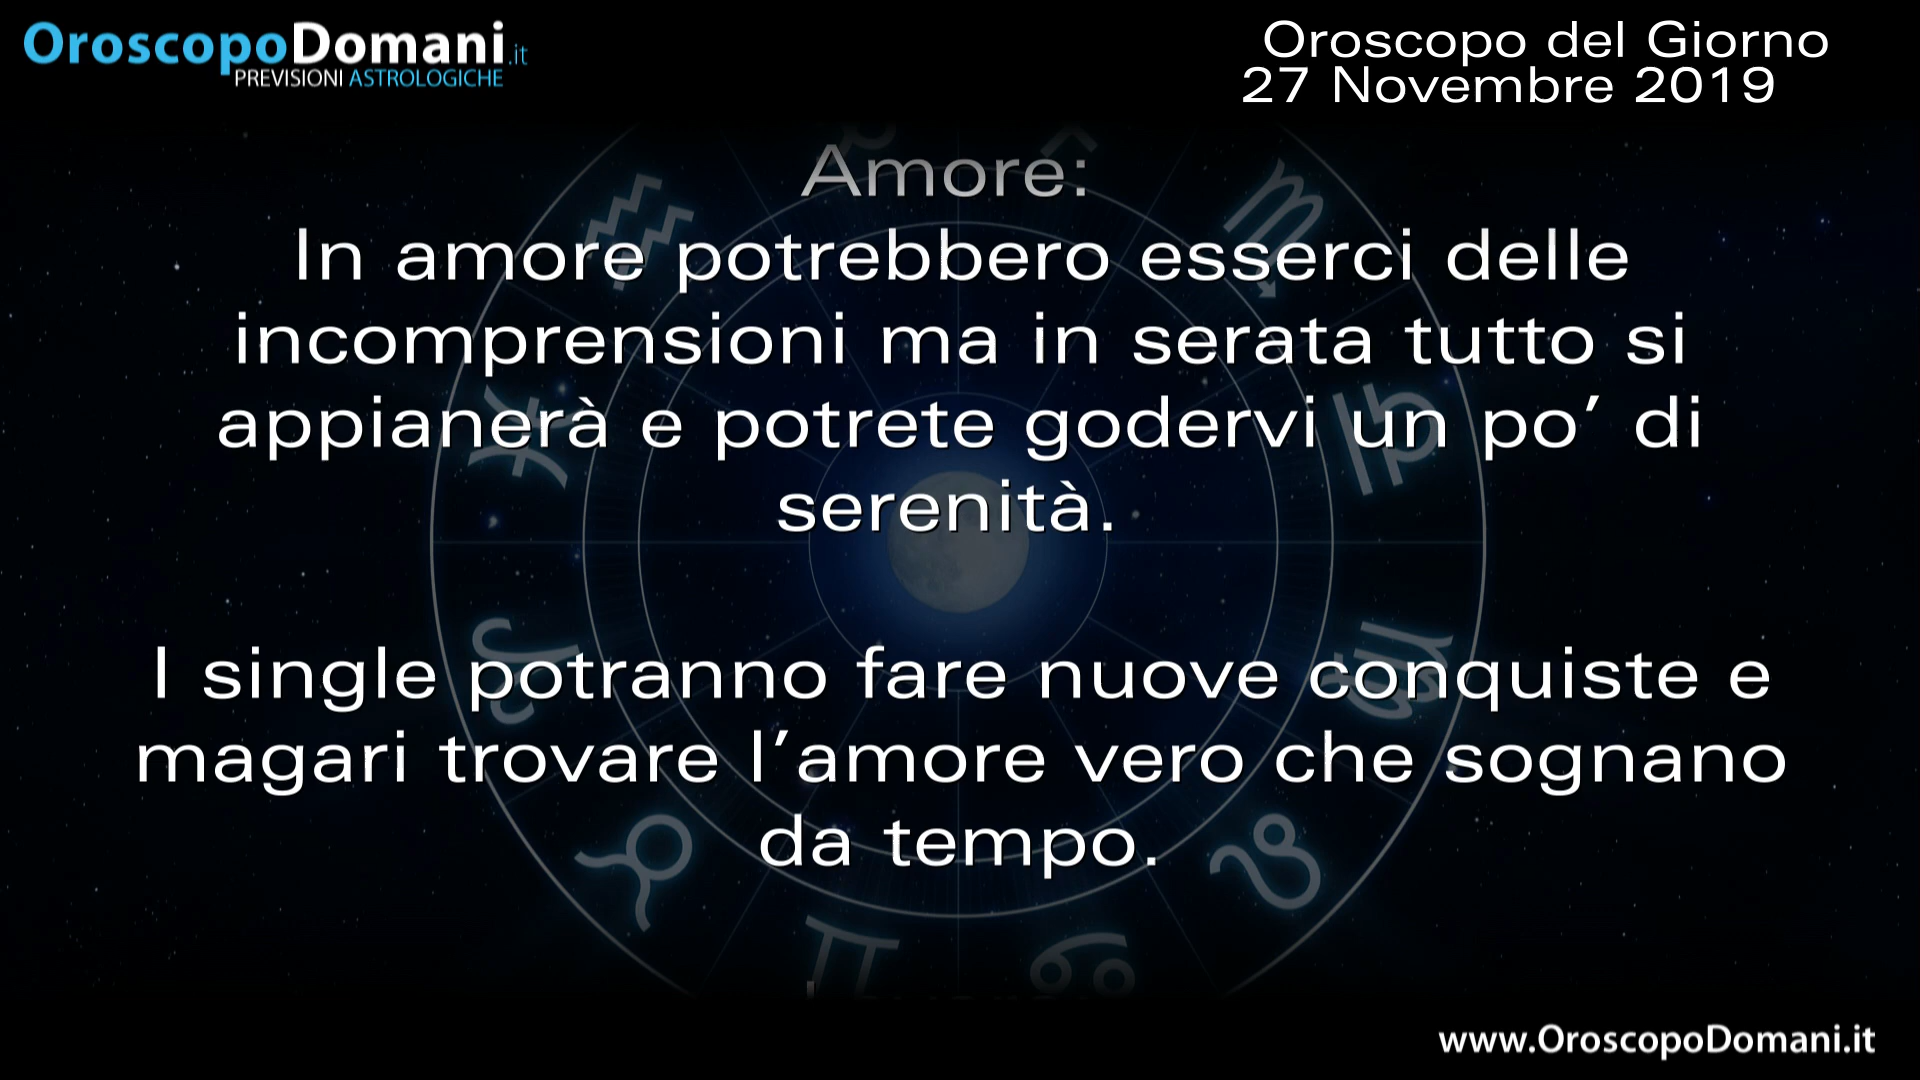 OroscopoDomani.it
PREVISIONI ASTROLOGICHE
Oroscopo del Giorno
27 Novembre 2019
Amore:
In amore potrebbero esserci delle
incomprensioni ma in serata tutto si
appianerà e potrete godervi un po’ di
serenità.
I single potranno fare nuove conquiste e
magari trovare l’amore vero che sognano
da tempo.
www.OroscopoDomani.it